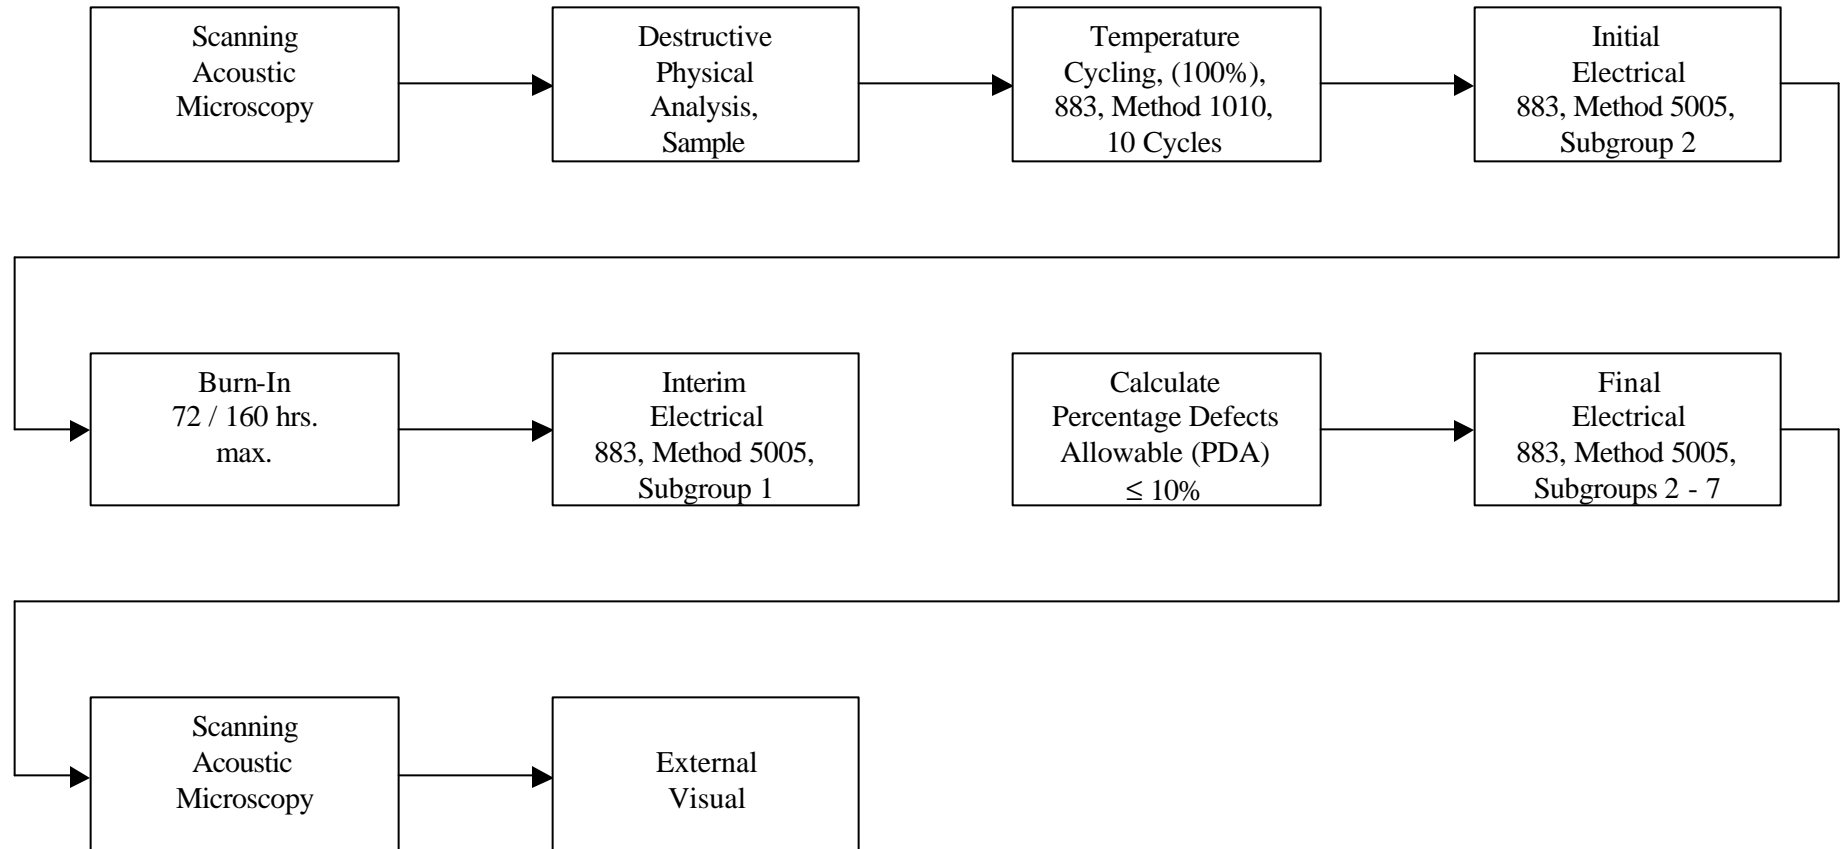 Scanning
Acoustic
Microscopy
Destructive
Physical
Analysis,
Sample
Temperature
Cycling, (100%),
883, Method 1010,
10 Cycles
Initial
Electrical
883, Method 5005,
Subgroup 2
Burn-In
72 / 160 hrs.
max.
Interim
Electrical
883, Method 5005,
Subgroup 1
Calculate
Percentage Defects
Allowable (PDA)
≤ 10%
Final
Electrical
883, Method 5005,
Subgroups 2 - 7
Scanning
Acoustic
Microscopy
External
Visual